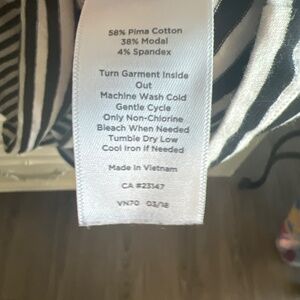 58% Pima Cotton
38% Modal
4% Spandex
Turn Garment Inside
Out
Machine Wash Cold
Gentle Cycle
Only Non-Chlorine
Bleach When Needed
Tumble Dry Low
Cool Iron if Needed
Made in Vietnam
CA #23147
VN70 03/18